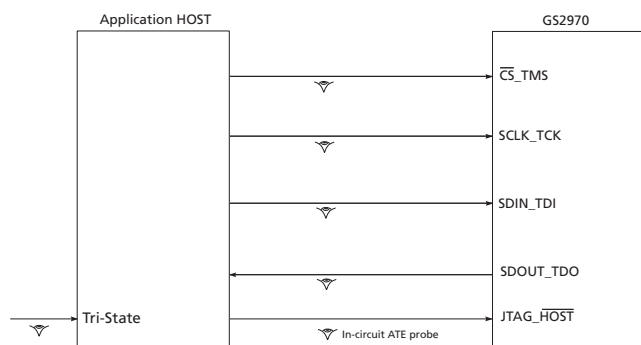 Application HOST
GS2970
CS_TMS
SCLK_TCK
SDIN_TDI
SDOUT_TDO
Tri-State
JTAG_HOST
In-circuit ATE probe